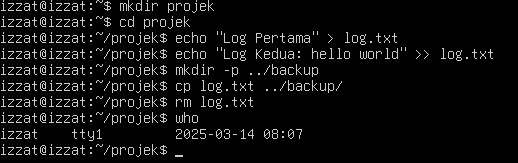 izzat@izzat:~$ mkdir projek
izzat@izzat:~$ cd projek
izzat@izzat:~/projek$ echo "Log Pertama" > log.txt
izzat@izzat:~/projek$ echo "Log Kedua: hello world" >> log.txt
izzat@izzat:~/projek$ mkdir -p ../backup
izzat@izzat:~/projek$ cp log.txt ../backup/
izzat@izzat:~/projek$ rm log.txt
izzat@izzat:~/projek$ who
izzat    tty1         2025-03-14 08:07
izzat@izzat:~/projek$ _